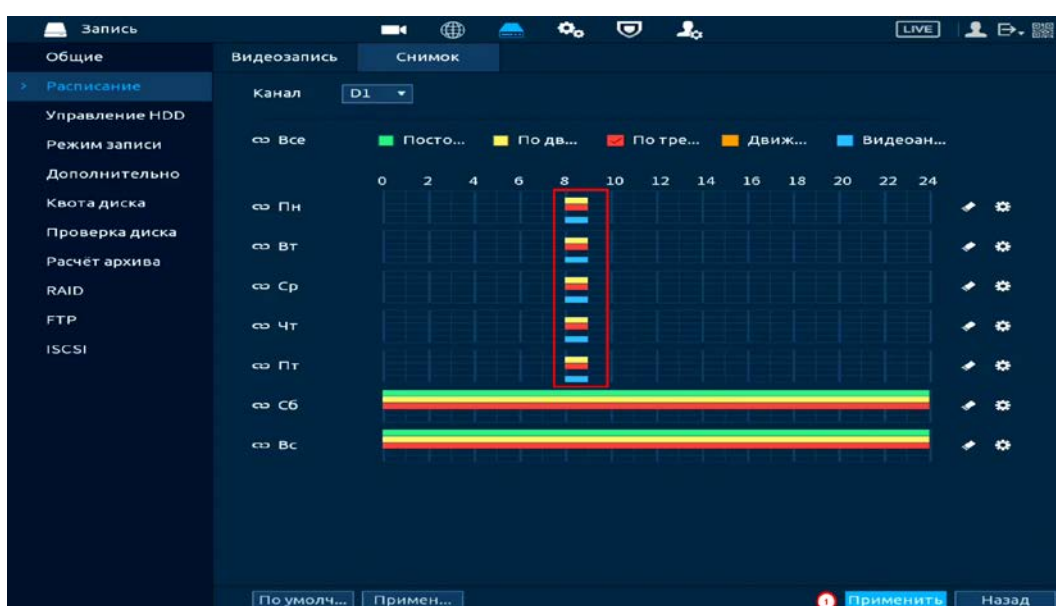 Запись LIVE
Общие Видеозапись Снимок
> Расписание Канал D1
Управление HDD
Режим записи Все Посто... По дв... По тре... Движ... Видеоан...
Дополнительно 0 2 4 6 8 10 12 14 16 18 20 22 24
Квота диска Пн
Проверка диска Вт
Расчёт архива
RAID Ср
FTP Чт
ISCSI Пт
Сб
Вс
По умолч... Примен... 1 Применить Назад